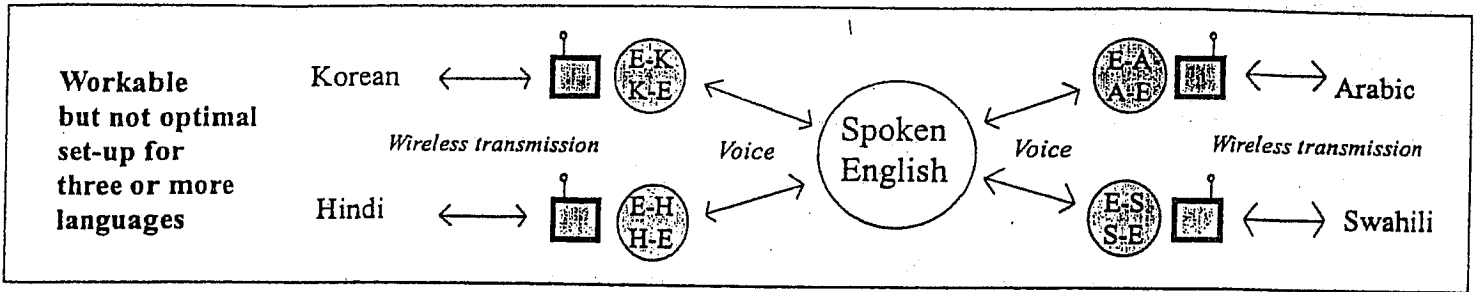 Workable
but not optimal
set-up for
three or more
languages
Korean
Wireless transmission
Hindi
E-K
K-E
E-H
H-E
Voice
Spoken
English
Voice
E-A
A-E
E-S
S-E
Arabic
Wireless transmission
Swahili